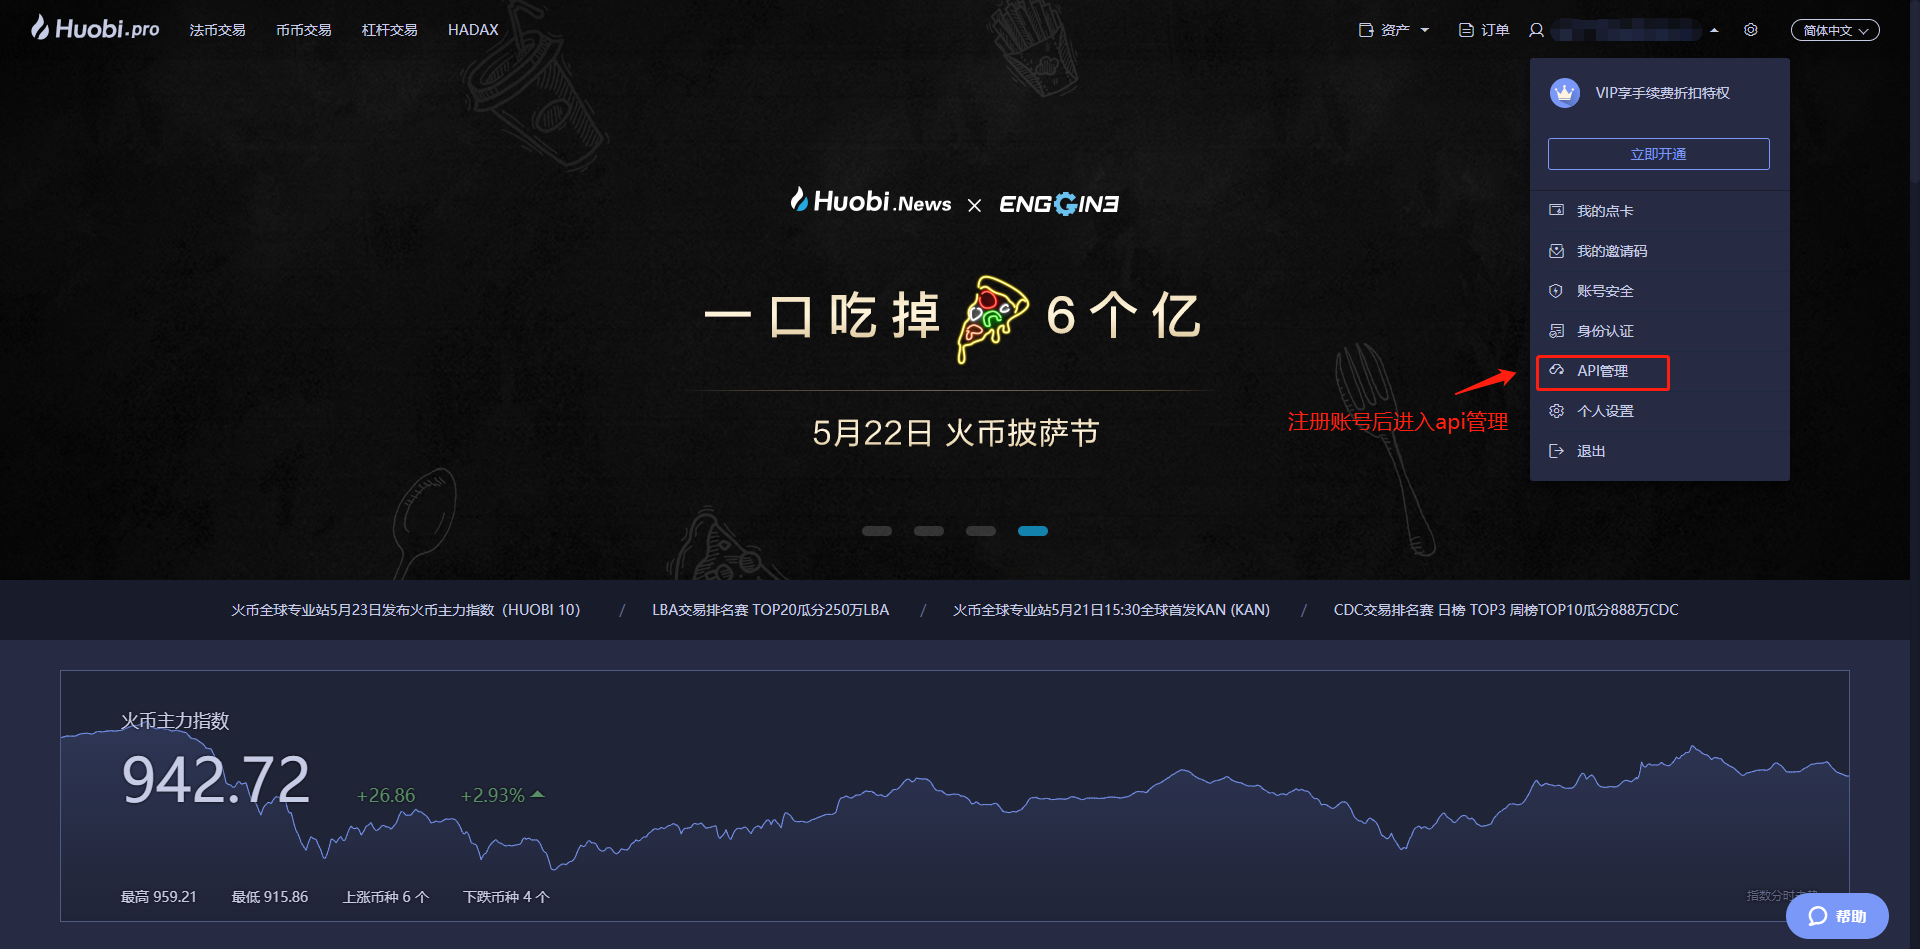 Huobi.pro 法币交易 币币交易 杠杆交易 HADAX 资产 订单 简体中文
VIP享手续费折扣特权
立即开通
我的点卡
我的邀请码
账号安全
身份认证
API管理
个人设置
退出
注册账号后进入api管理
Huobi.News × ENGGIN3
一口吃掉 6个亿
5月22日 火币披萨节
火币全球专业站5月23日发布火币主力指数（HUOBI 10） / LBA交易排名赛 TOP20瓜分250万LBA / 火币全球专业站5月21日15:30全球首发KAN (KAN) / CDC交易排名赛 日榜 TOP3 周榜TOP10瓜分888万CDC
火币主力指数
942.72 +26.86 +2.93%
最高 959.21 最低 915.86 上涨币种 6 个 下跌币种 4 个
指数分时
帮助